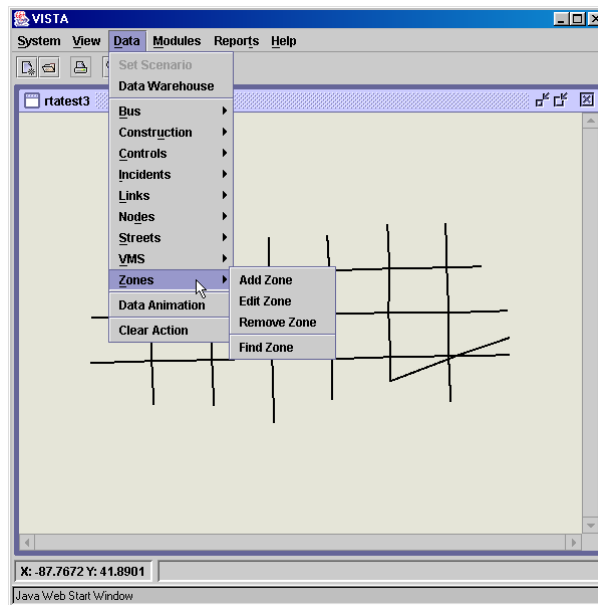 VISTA
System View Data Modules Reports Help
rtatest3
Set Scenario
Data Warehouse
Bus
Construction
Controls
Incidents
Links
Nodes
Streets
VMS
Zones
Data Animation
Clear Action
Add Zone
Edit Zone
Remove Zone
Find Zone
X: -87.7672 Y: 41.8901
Java Web Start Window